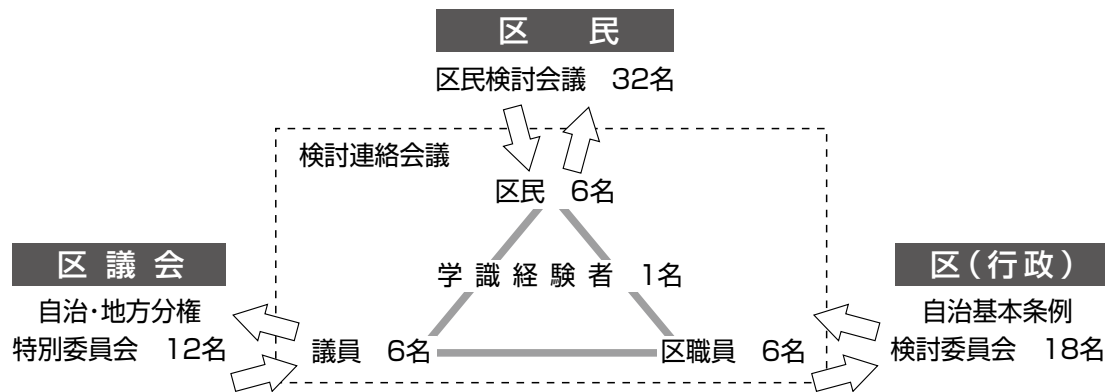 区　民
区民検討会議　32名
検討連絡会議
区民　6名
区 議 会
自治・地方分権
特別委員会　12名
学 識 経 験 者　1名
議員　6名
区職員　6名
区（行政）
自治基本条例
検討委員会　18名